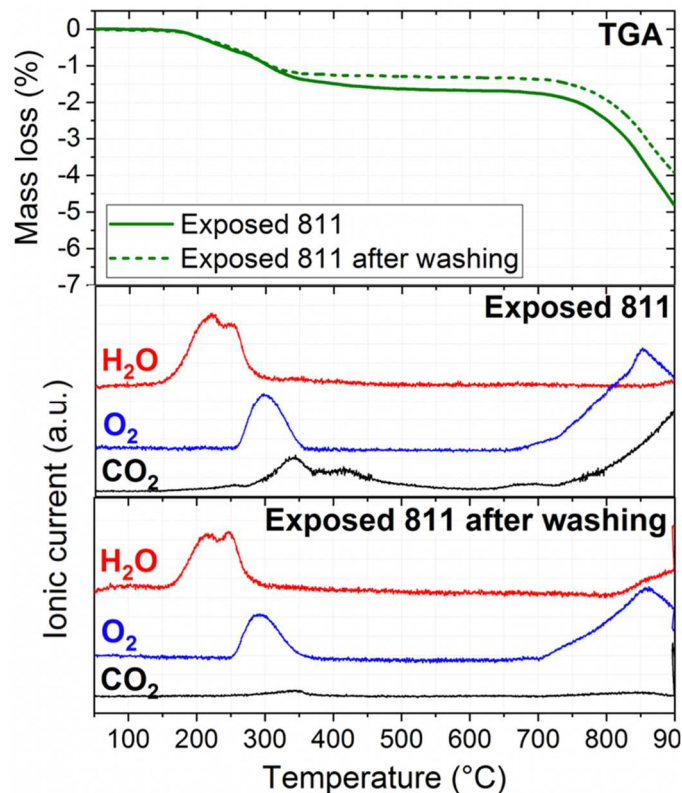 TGA
Mass loss (%)
0
-1
-2
-3
-4
-5
-6
-7
Exposed 811
Exposed 811 after washing
Exposed 811
H₂O
O₂
CO₂
Ionic current (a.u.)
Exposed 811 after washing
H₂O
O₂
CO₂
100 200 300 400 500 600 700 800 90
Temperature (°C)